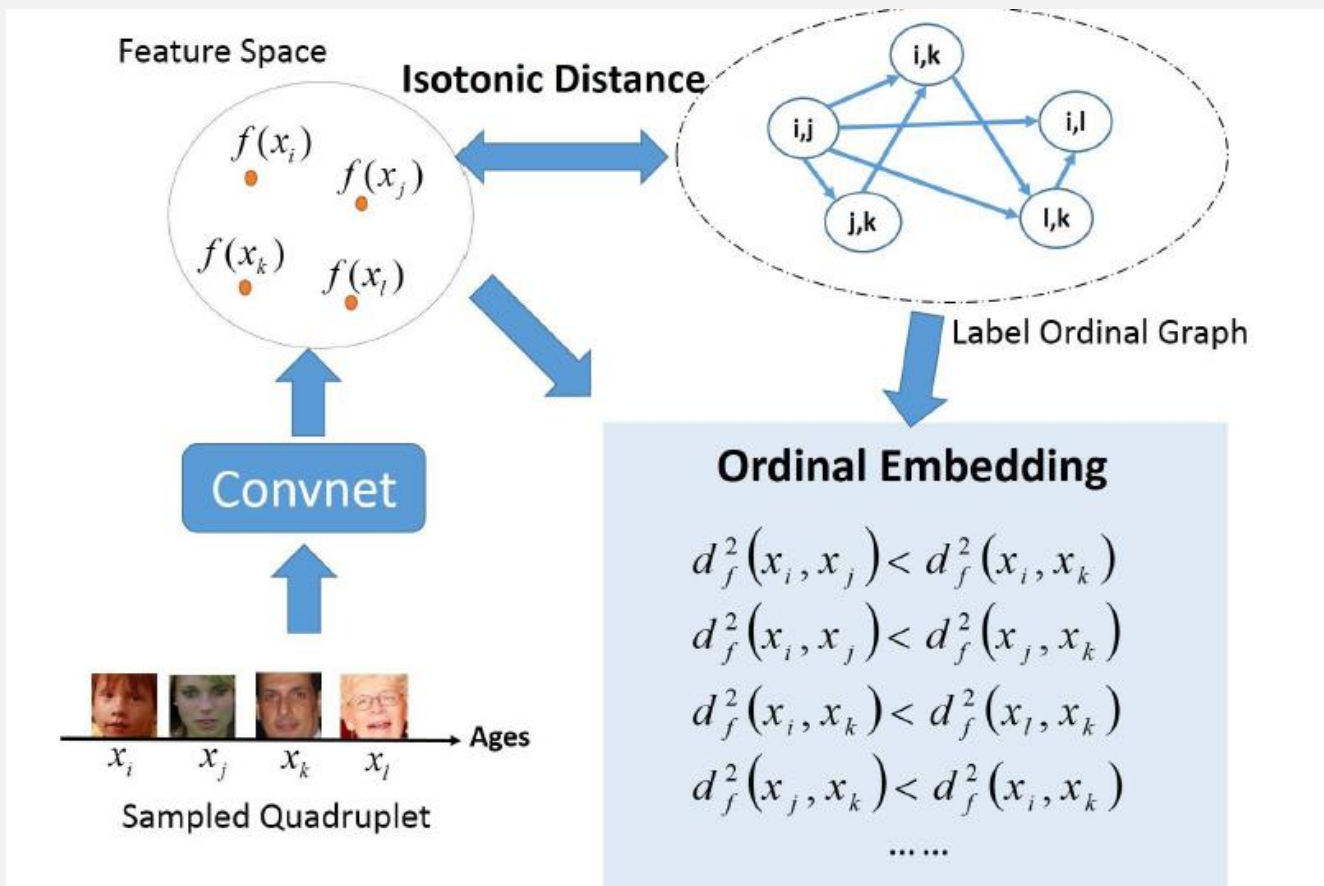 Feature Space
Isotonic Distance
f(x_i)
f(x_j)
f(x_k)
f(x_l)
i,k
i,j
i,l
j,k
l,k
Label Ordinal Graph
Convnet
Ordinal Embedding
d_f^2(x_i, x_j) < d_f^2(x_i, x_k)
d_f^2(x_i, x_j) < d_f^2(x_j, x_k)
d_f^2(x_i, x_k) < d_f^2(x_l, x_k)
d_f^2(x_j, x_k) < d_f^2(x_i, x_k)
... ...
Ages
x_i x_j x_k x_l
Sampled Quadruplet